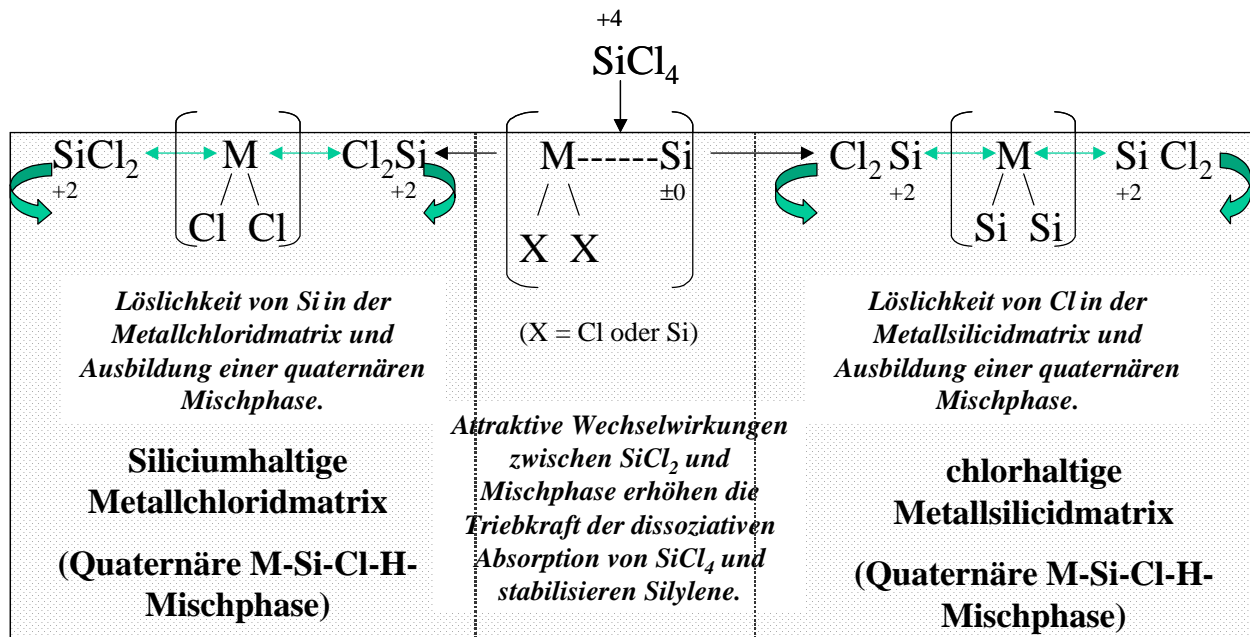 +4
SiCl4
SiCl2 M Cl2Si M------Si Cl2 Si M Si Cl2
+2 +2 ±0 +2 +2
Cl Cl X X Si Si
Löslichkeit von Si in der
Metallchloridmatrix und
Ausbildung einer quaternären
Mischphase.
Siliciumhaltige
Metallchloridmatrix
(Quaternäre M-Si-Cl-H-
Mischphase)
(X = Cl oder Si)
Attraktive Wechselwirkungen
zwischen SiCl2 und
Mischphase erhöhen die
Triebkraft der dissoziativen
Absorption von SiCl4 und
stabilisieren Silylene.
Löslichkeit von Cl in der
Metallsilicidmatrix und
Ausbildung einer quaternären
Mischphase.
chlorhaltige
Metallsilicidmatrix
(Quaternäre M-Si-Cl-H-
Mischphase)